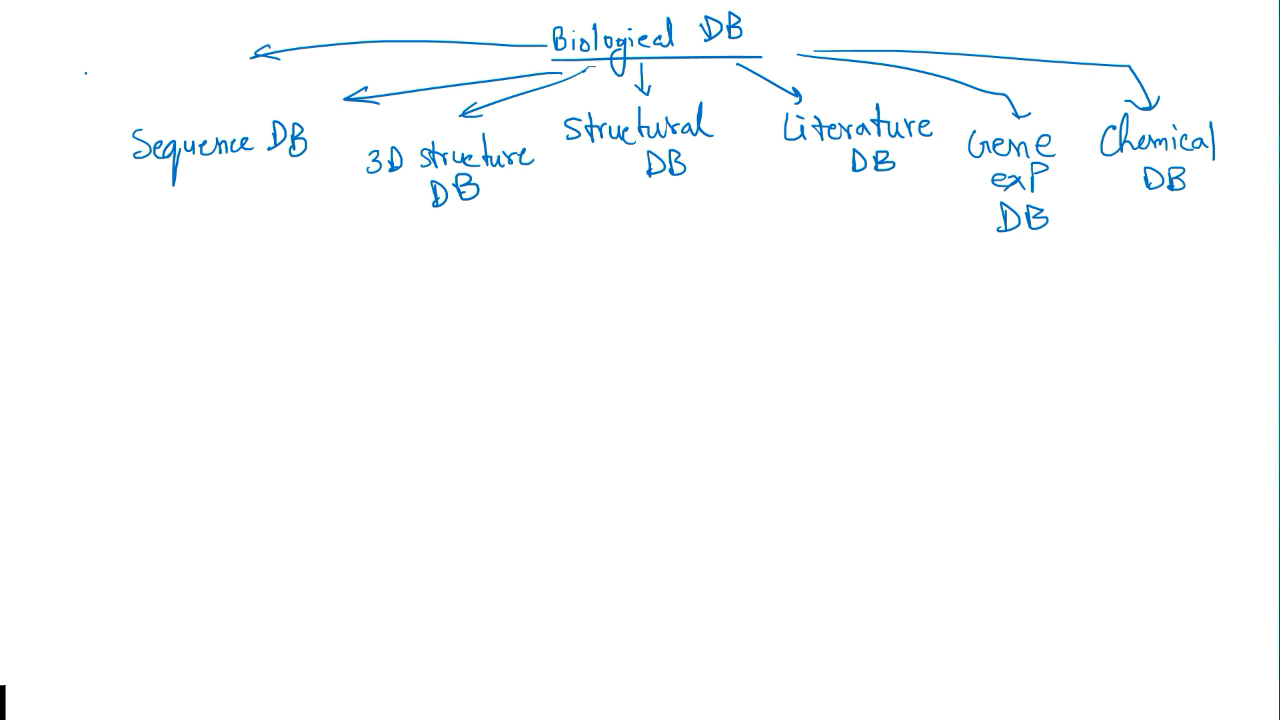 Biological DB
Sequence DB
3D structure
DB
Structural
DB
Literature
DB
Gene
exp
DB
Chemical
DB